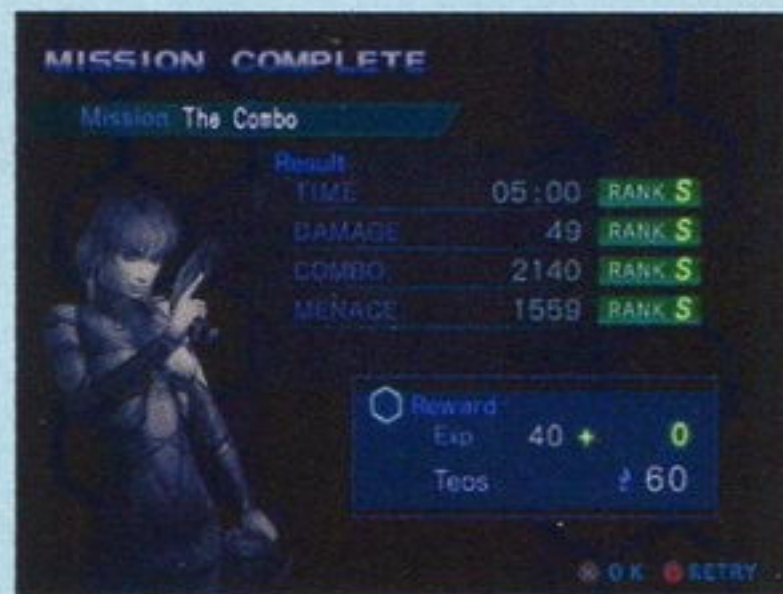 MISSION COMPLETE
Mission The Combo
Result
TIME 05:00 RANK S
DAMAGE 49 RANK S
COMBO 2140 RANK S
MENACE 1559 RANK S
Reward
Exp 40 + 0
Teos 60
OK RETRY